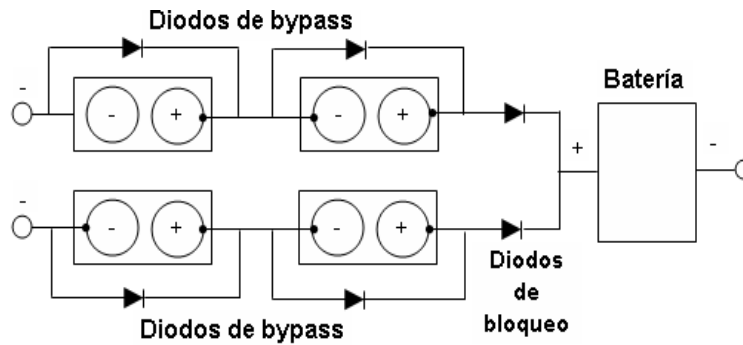 Diodos de bypass
Batería
-
- + - +
+ -
-
- + - +
Diodos
de
bloqueo
Diodos de bypass